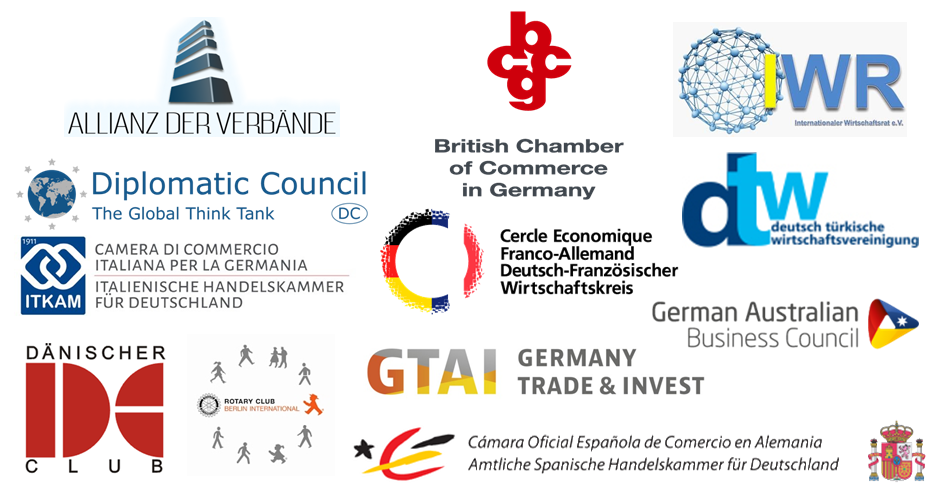 ALLIANZ DER VERBÄNDE
bccg
British Chamber
of Commerce
in Germany
IWR
Internationaler Wirtschaftsrat e.V.
Diplomatic Council
The Global Think Tank
DC
dtw
deutsch türkische
wirtschaftsvereinigung
1911
ITKAM
CAMERA DI COMMERCIO
ITALIANA PER LA GERMANIA
ITALIENISCHE HANDELSKAMMER
FÜR DEUTSCHLAND
Cercle Economique
Franco-Allemand
Deutsch-Französischer
Wirtschaftskreis
German Australian
Business Council
DÄNISCHER
DC
CLUB
ROTARY CLUB
BERLIN INTERNATIONAL
GTAI
GERMANY
TRADE & INVEST
Cámara Oficial Española de Comercio en Alemania
Amtliche Spanische Handelskammer für Deutschland